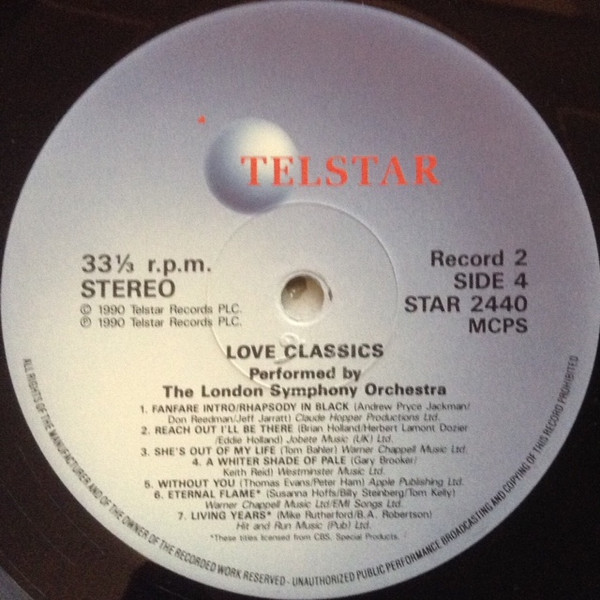 TELSTAR
33⅓ r.p.m.
STEREO
© 1990 Telstar Records PLC.
℗ 1990 Telstar Records PLC.
Record 2
SIDE 4
STAR 2440
MCPS
LOVE CLASSICS
Performed by
The London Symphony Orchestra
1. FANFARE INTRO/RHAPSODY IN BLACK (Andrew Pryce Jackman/
Don Reedman/Jeff Jarratt) Claude Hopper Productions Ltd.
2. REACH OUT I'LL BE THERE (Brian Holland/Herbert Lamont Dozier
/Eddie Holland) Jobete Music (UK) Ltd.
3. SHE'S OUT OF MY LIFE (Tom Bahler) Warner Chappell Music Ltd.
4. A WHITER SHADE OF PALE (Gary Brooker/
Keith Reid) Westminster Music Ltd.
5. WITHOUT YOU (Thomas Evans/Peter Ham) Apple Publishing Ltd.
6. ETERNAL FLAME* (Susanna Hoffs/Billy Steinberg/Tom Kelly)
Warner Chappell Music Ltd/EMI Songs Ltd.
7. LIVING YEARS* (Mike Rutherford/B.A. Robertson)
Hit and Run Music (Pub) Ltd.
*These titles licensed from CBS. Special Products.
ALL RIGHTS OF THE MANUFACTURER AND OF THE OWNER OF THE RECORDED WORK RESERVED - UNAUTHORIZED PUBLIC PERFORMANCE BROADCASTING AND COPYING OF THIS RECORD PROHIBITED